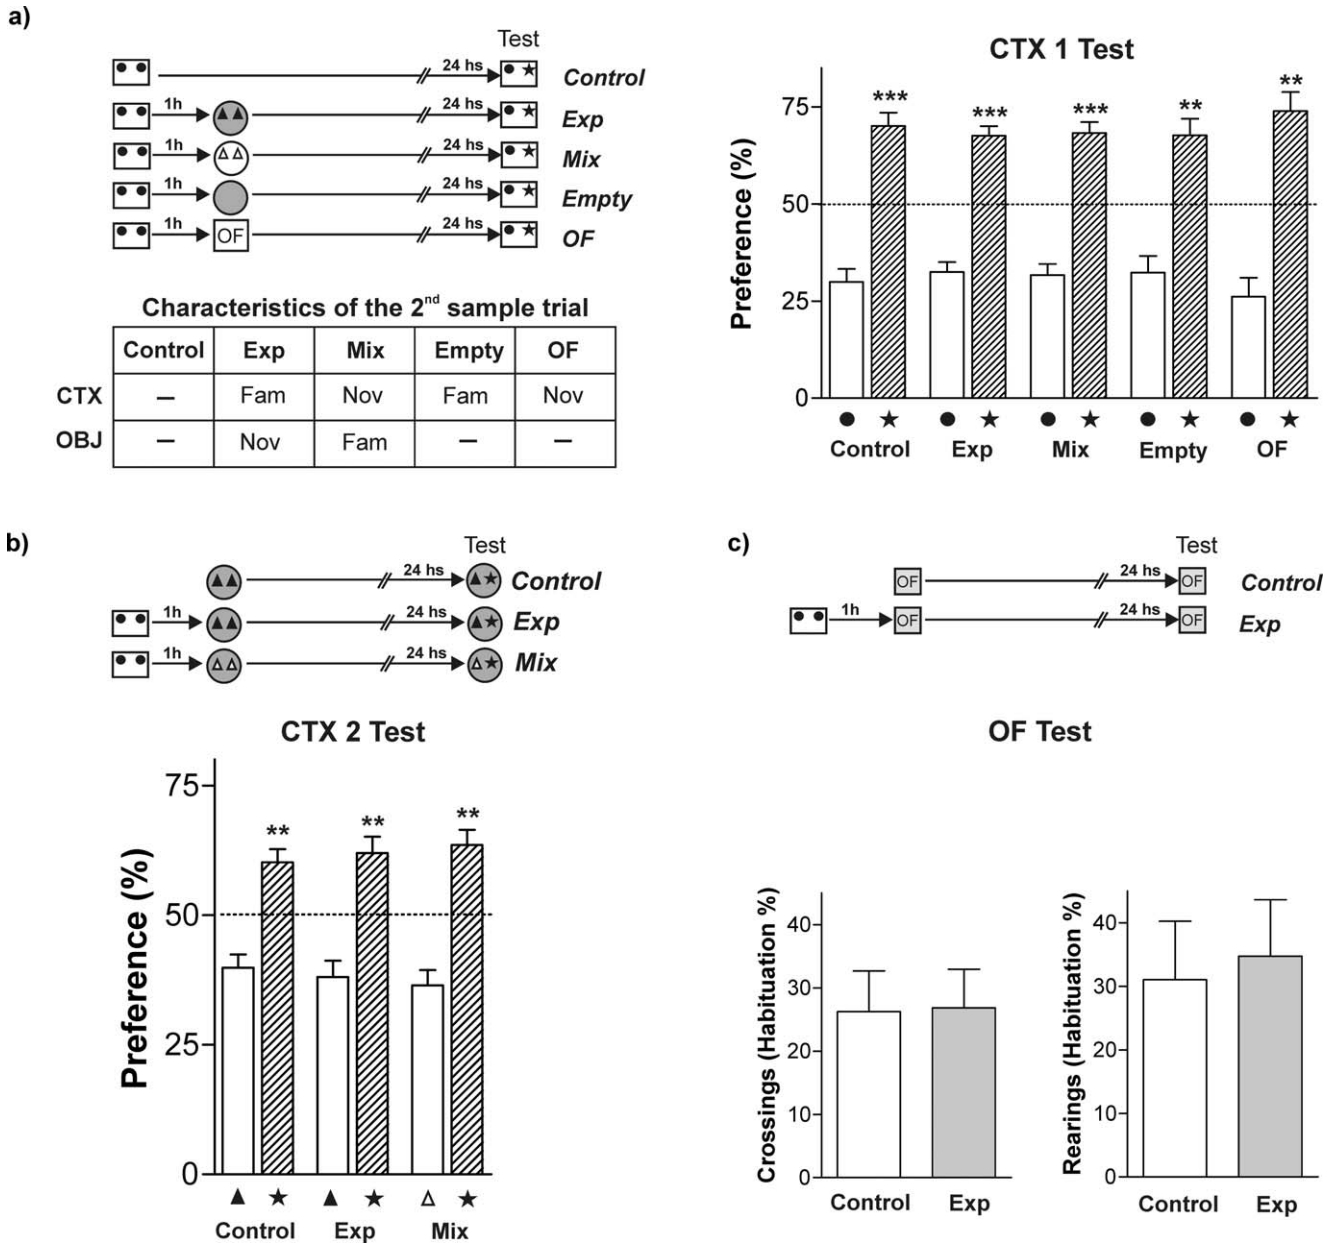 a)
Test
24 hs
Control
1h
24 hs
Exp
1h
24 hs
Mix
1h
24 hs
Empty
1h
OF
24 hs
OF
Characteristics of the 2nd sample trial
Control Exp Mix Empty OF
CTX – Fam Nov Fam Nov
OBJ – Nov Fam – –
CTX 1 Test
Preference (%)
75
50
25
0
*** *** *** ** **
Control Exp Mix Empty OF
b)
Test
24 hs
Control
1h
24 hs
Exp
1h
24 hs
Mix
CTX 2 Test
Preference (%)
75
50
25
0
** ** **
Control Exp Mix
c)
Test
OF
24 hs
OF
Control
1h
OF
24 hs
OF
Exp
OF Test
Crossings (Habituation %)
40
30
20
10
0
Control Exp
Rearings (Habituation %)
40
30
20
10
0
Control Exp